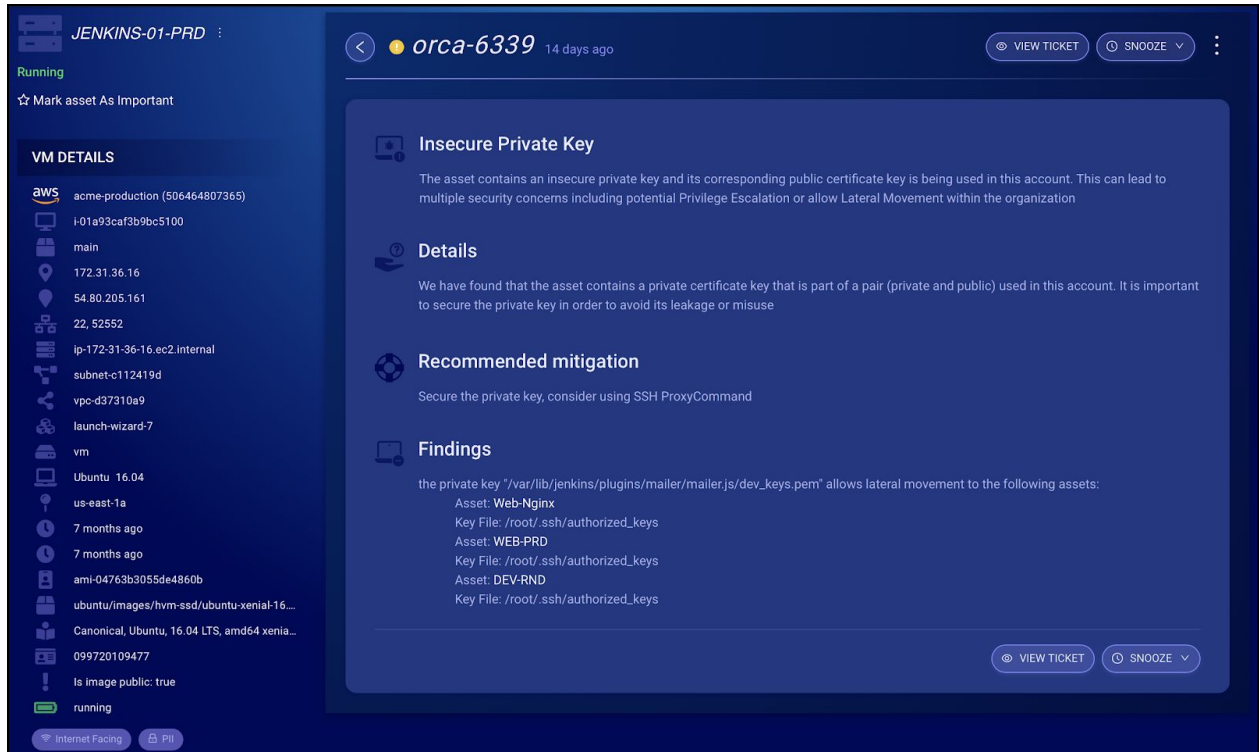 JENKINS-01-PRD
Running
Mark asset As Important
VM DETAILS
aws acme-production (506464807365)
i-01a93caf3b9bc5100
main
172.31.36.16
54.80.205.161
22, 52552
ip-172-31-36-16.ec2.internal
subnet-c112419d
vpc-d37310a9
launch-wizard-7
vm
Ubuntu 16.04
us-east-1a
7 months ago
7 months ago
ami-04763b3055de4860b
ubuntu/images/hvm-ssd/ubuntu-xenial-16....
Canonical, Ubuntu, 16.04 LTS, amd64 xenia...
099720109477
Is image public: true
running
Internet Facing PII
orca-6339 14 days ago VIEW TICKET SNOOZE
Insecure Private Key
The asset contains an insecure private key and its corresponding public certificate key is being used in this account. This can lead to
multiple security concerns including potential Privilege Escalation or allow Lateral Movement within the organization
Details
We have found that the asset contains a private certificate key that is part of a pair (private and public) used in this account. It is important
to secure the private key in order to avoid its leakage or misuse
Recommended mitigation
Secure the private key, consider using SSH ProxyCommand
Findings
the private key "/var/lib/jenkins/plugins/mailer/mailer.js/dev_keys.pem" allows lateral movement to the following assets:
Asset: Web-Nginx
Key File: /root/.ssh/authorized_keys
Asset: WEB-PRD
Key File: /root/.ssh/authorized_keys
Asset: DEV-RND
Key File: /root/.ssh/authorized_keys
VIEW TICKET SNOOZE